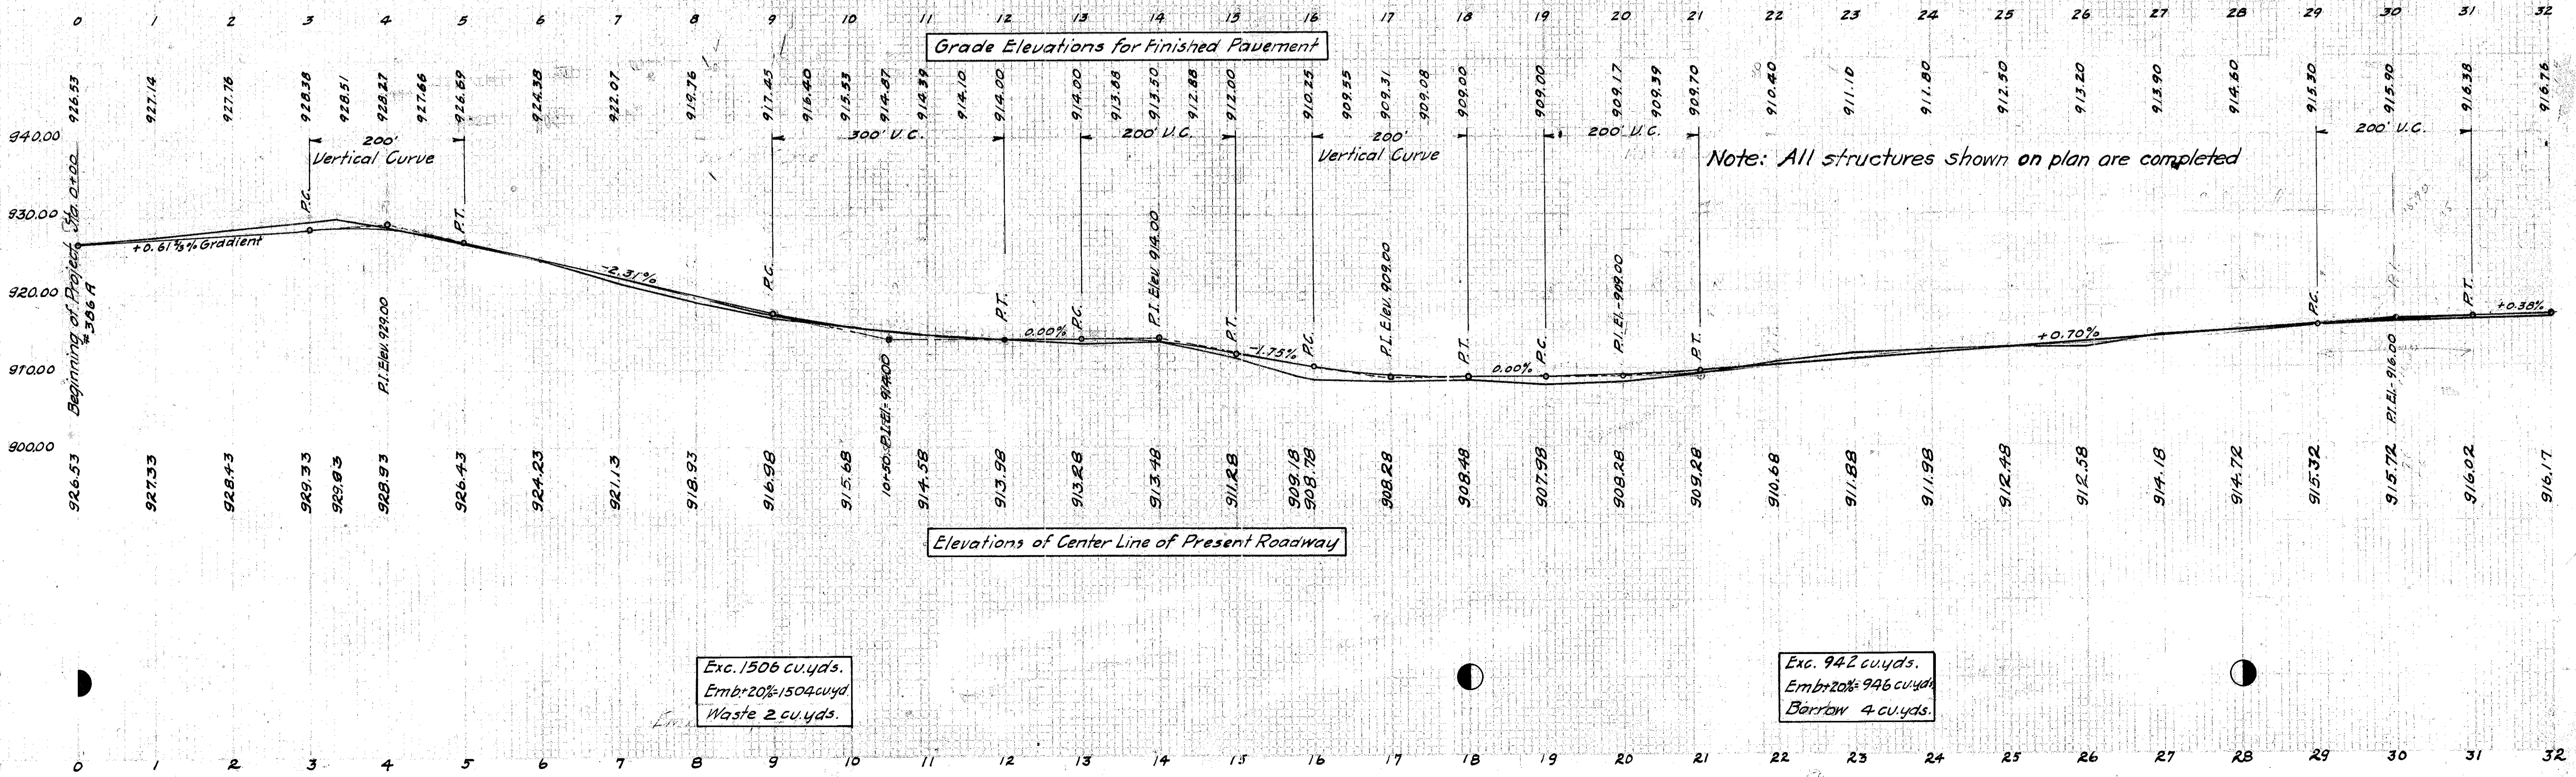 0 1 2 3 4 5 6 7 8 9 10 11 12 13 14 15 16 17 18 19 20 21 22 23 24 25 26 27 28 29 30 31 32
Grade Elevations for Finished Pavement
926.53 927.14 927.76 928.38 928.51 928.27 927.66 926.69 924.38 922.07 919.76 917.45 916.40 915.53 914.87 914.39 914.10 914.00 914.00 913.88 913.50 912.88 912.00 910.25 909.55 909.31 909.08 909.00 909.00 909.17 909.39 909.70 910.40 911.10 911.80 912.50 913.20 913.90 914.60 915.30 915.90 916.38 916.76
940.00
200'
Vertical Curve
300' V.C.
200' V.C.
200'
Vertical Curve
200' V.C.
200' V.C.
Note: All structures shown on plan are completed
930.00
920.00
910.00
900.00
Beginning of Project Sta. 0+00
#386 A
+0.61⅔% Gradient
P.C.
P.I. Elev. 929.00
P.T.
-2.31%
P.C.
10+50 P.I. El.-914.00
P.T.
0.00%
P.C.
P.I. Elev. 914.00
P.T.
-1.75%
P.C.
P.I. Elev. 909.00
P.T.
0.00%
P.C.
P.I. El.-909.00
P.T.
+0.70%
P.C.
P.I. El.-916.00
P.T.
+0.38%
926.53 927.33 928.43 929.33 929.83 928.93 926.43 924.23 921.13 918.93 916.98 915.68 914.58 913.98 913.28 913.48 911.28 909.18 908.78 908.28 908.48 907.98 908.28 909.28 910.68 911.88 911.98 912.48 912.58 914.18 914.72 915.32 915.72 916.02 916.17
Elevations of Center Line of Present Roadway
Exc. 1506 cu.yds.
Emb+20%=1504 cu.yd.
Waste 2 cu.yds.
Exc. 942 cu.yds.
Emb+20%=946 cu.yds
Borrow 4 cu.yds.
0 1 2 3 4 5 6 7 8 9 10 11 12 13 14 15 16 17 18 19 20 21 22 23 24 25 26 27 28 29 30 31 32